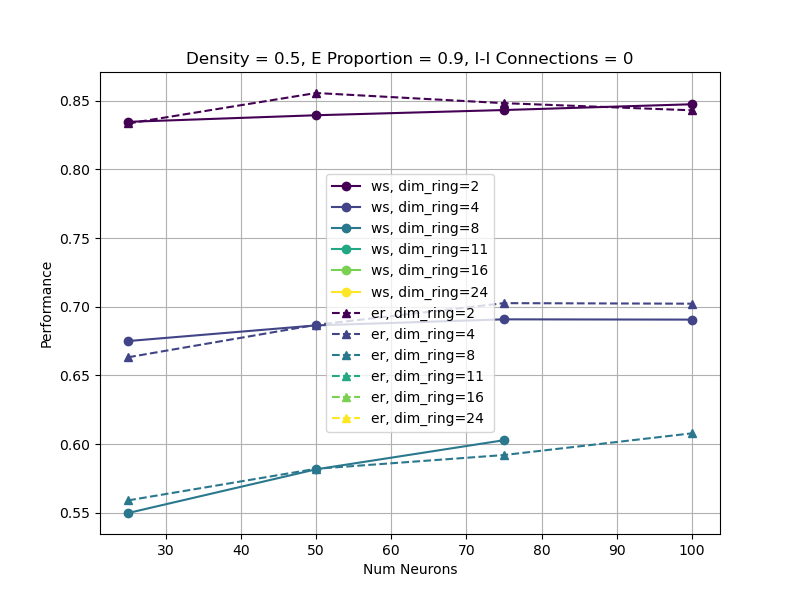 Density = 0.5, E Proportion = 0.9, I-I Connections = 0
0.85
0.80
0.75
0.70
0.65
0.60
0.55
Performance
ws, dim_ring=2
ws, dim_ring=4
ws, dim_ring=8
ws, dim_ring=11
ws, dim_ring=16
ws, dim_ring=24
er, dim_ring=2
er, dim_ring=4
er, dim_ring=8
er, dim_ring=11
er, dim_ring=16
er, dim_ring=24
30 40 50 60 70 80 90 100
Num Neurons